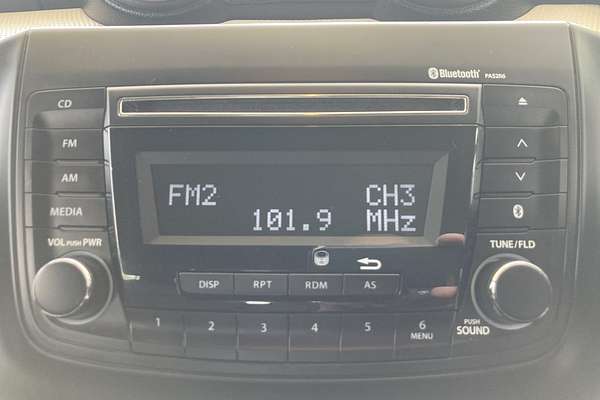 Bluetooth® PA5286
CD
FM
AM
MEDIA
FM2 CH3
101.9 MHz
VOL PUSH PWR
TUNE/FLD
DISP RPT RDM AS
1 2 3 4 5 6
MENU
PUSH
SOUND